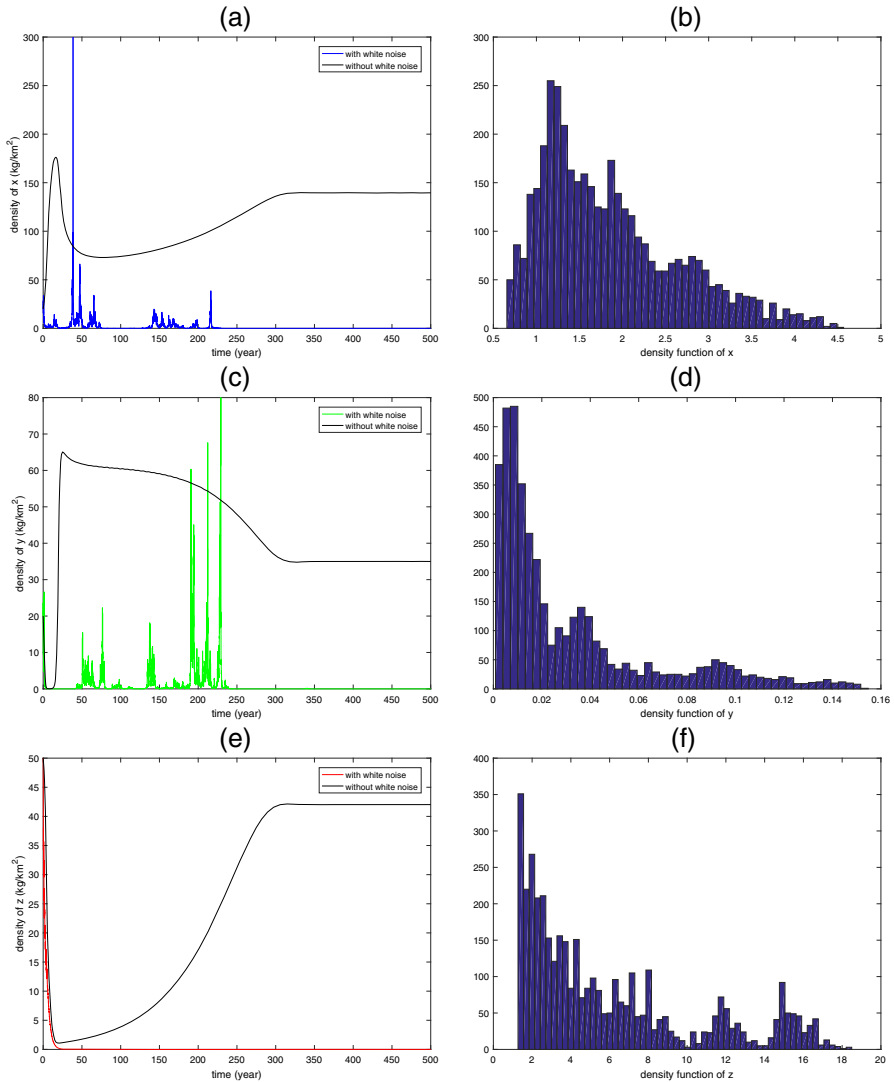 (a)
300
250
200
150
100
50
0
density of x (kg/km²)
with white noise
without white noise
0 50 100 150 200 250 300 350 400 450 500
time (year)
(b)
300
250
200
150
100
50
0
0.5 1 1.5 2 2.5 3 3.5 4 4.5 5
density function of x
(c)
80
70
60
50
40
30
20
10
0
density of y (kg/km²)
with white noise
without white noise
0 50 100 150 200 250 300 350 400 450 500
time (year)
(d)
500
450
400
350
300
250
200
150
100
50
0
0 0.02 0.04 0.06 0.08 0.1 0.12 0.14 0.16
density function of y
(e)
50
45
40
35
30
25
20
15
10
5
0
density of z (kg/km²)
with white noise
without white noise
0 50 100 150 200 250 300 350 400 450 500
time (year)
(f)
400
350
300
250
200
150
100
50
0
0 2 4 6 8 10 12 14 16 18 20
density function of z